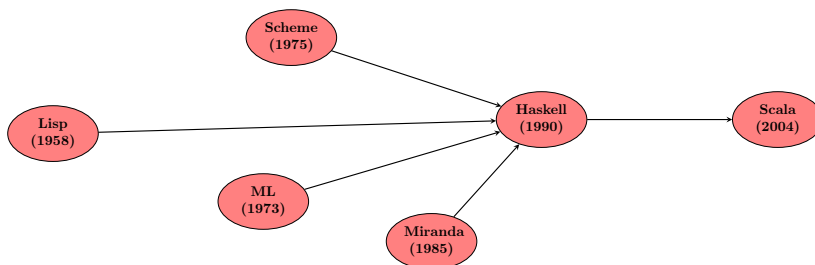 Scheme
(1975)
Lisp
(1958)
Haskell
(1990)
Scala
(2004)
ML
(1973)
Miranda
(1985)